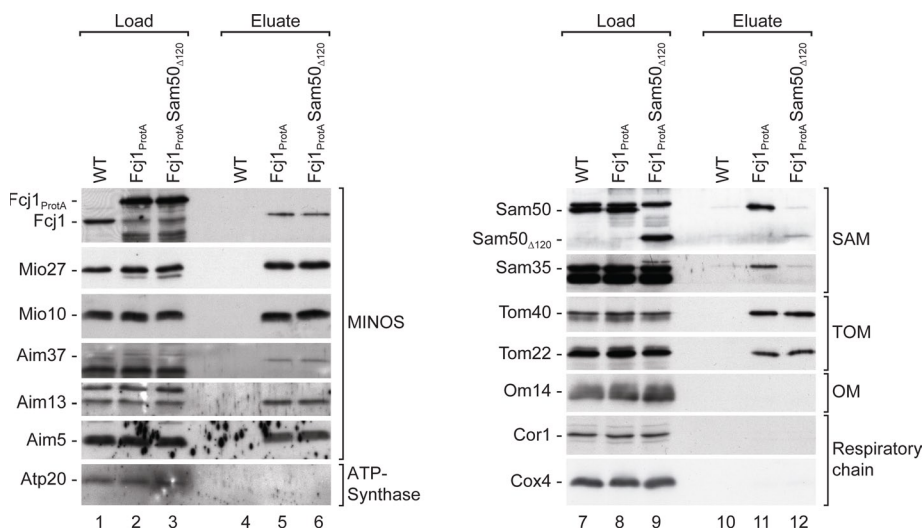 Load Eluate Load Eluate
WT Fcj1ProtA Fcj1ProtA Sam50Δ120 WT Fcj1ProtA Fcj1ProtA Sam50Δ120 WT Fcj1ProtA Fcj1ProtA Sam50Δ120 WT Fcj1ProtA Fcj1ProtA Sam50Δ120
Fcj1ProtA -
Fcj1 -
Mio27 -
Mio10 -
Aim37 -
Aim13 -
Aim5 -
Atp20 -
MINOS
ATP-
Synthase
1 2 3 4 5 6
Sam50 -
Sam50Δ120 -
Sam35 -
Tom40 -
Tom22 -
Om14 -
Cor1 -
Cox4 -
SAM
TOM
OM
Respiratory
chain
7 8 9 10 11 12